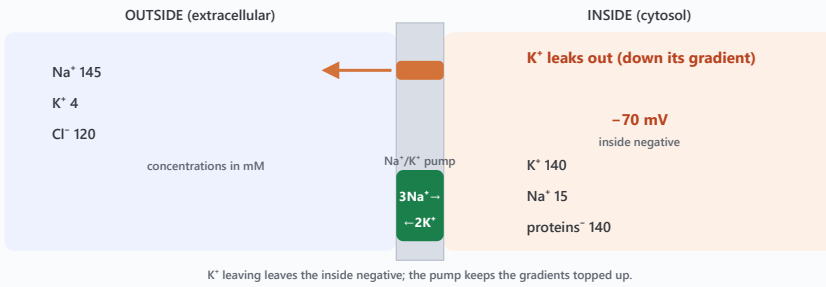 OUTSIDE (extracellular)
INSIDE (cytosol)
Na⁺ 145
K⁺ 4
Cl⁻ 120
concentrations in mM
K⁺ leaks out (down its gradient)
−70 mV
inside negative
K⁺ 140
Na⁺ 15
proteins⁻ 140
Na⁺/K⁺ pump
3Na⁺→
←2K⁺
K⁺ leaving leaves the inside negative; the pump keeps the gradients topped up.